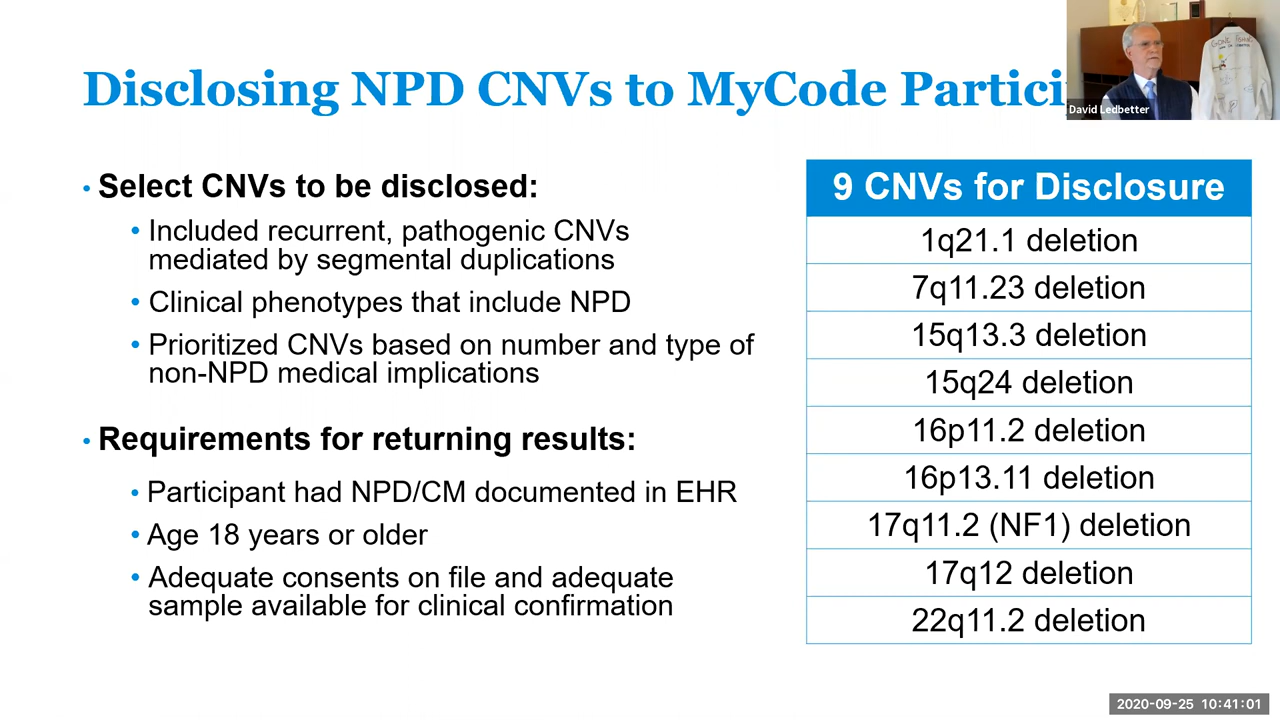 Disclosing NPD CNVs to MyCode Partici
David Ledbetter
• Select CNVs to be disclosed:
• Included recurrent, pathogenic CNVs
mediated by segmental duplications
• Clinical phenotypes that include NPD
• Prioritized CNVs based on number and type of
non-NPD medical implications
• Requirements for returning results:
• Participant had NPD/CM documented in EHR
• Age 18 years or older
• Adequate consents on file and adequate
sample available for clinical confirmation
9 CNVs for Disclosure
1q21.1 deletion
7q11.23 deletion
15q13.3 deletion
15q24 deletion
16p11.2 deletion
16p13.11 deletion
17q11.2 (NF1) deletion
17q12 deletion
22q11.2 deletion
2020-09-25 10:41:01